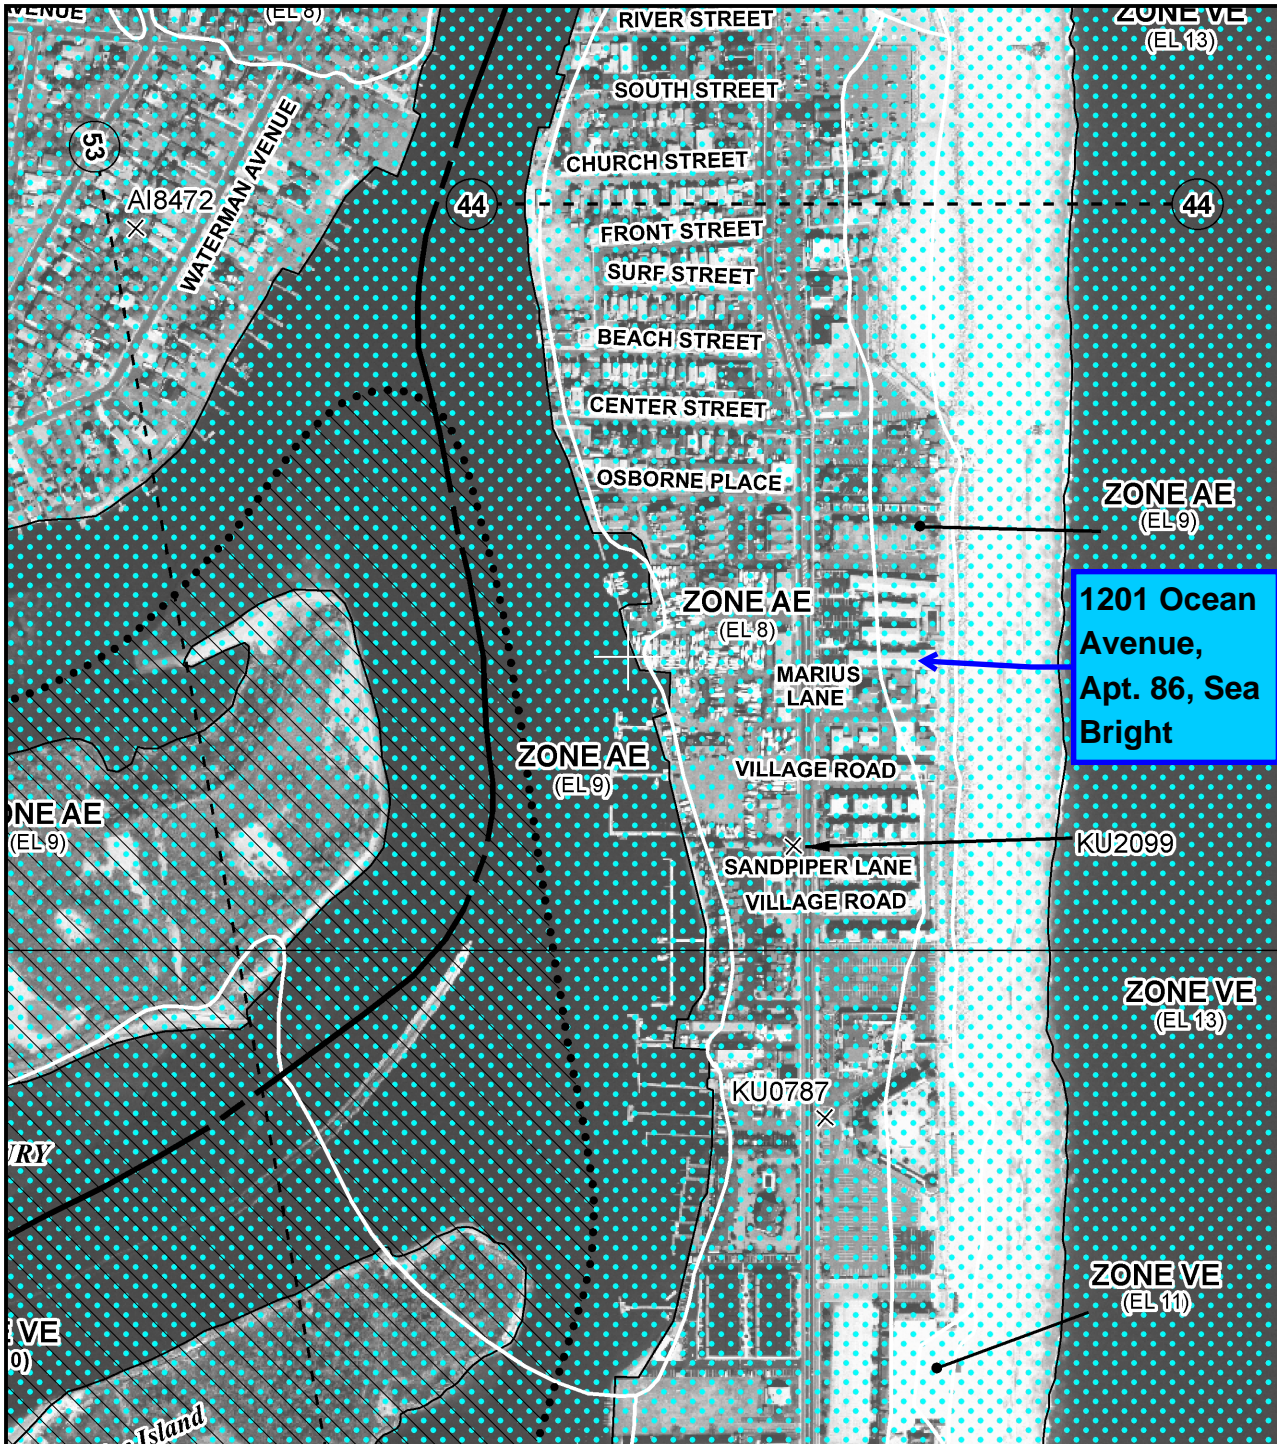 VENUE
(EL 8)
RIVER STREET
ZONE VE
(EL 13)
SOUTH STREET
53
WATERMAN AVENUE
CHURCH STREET
AI8472
44
44
FRONT STREET
SURF STREET
BEACH STREET
CENTER STREET
OSBORNE PLACE
ZONE AE
(EL 9)
ZONE AE
(EL 8)
1201 Ocean
Avenue,
Apt. 86, Sea
Bright
MARIUS
LANE
ZONE AE
(EL 9)
VILLAGE ROAD
ONE AE
(EL 9)
KU2099
SANDPIPER LANE
VILLAGE ROAD
ZONE VE
(EL 13)
KU0787
URY
ZONE VE
(EL 11)
E VE
0)
Island